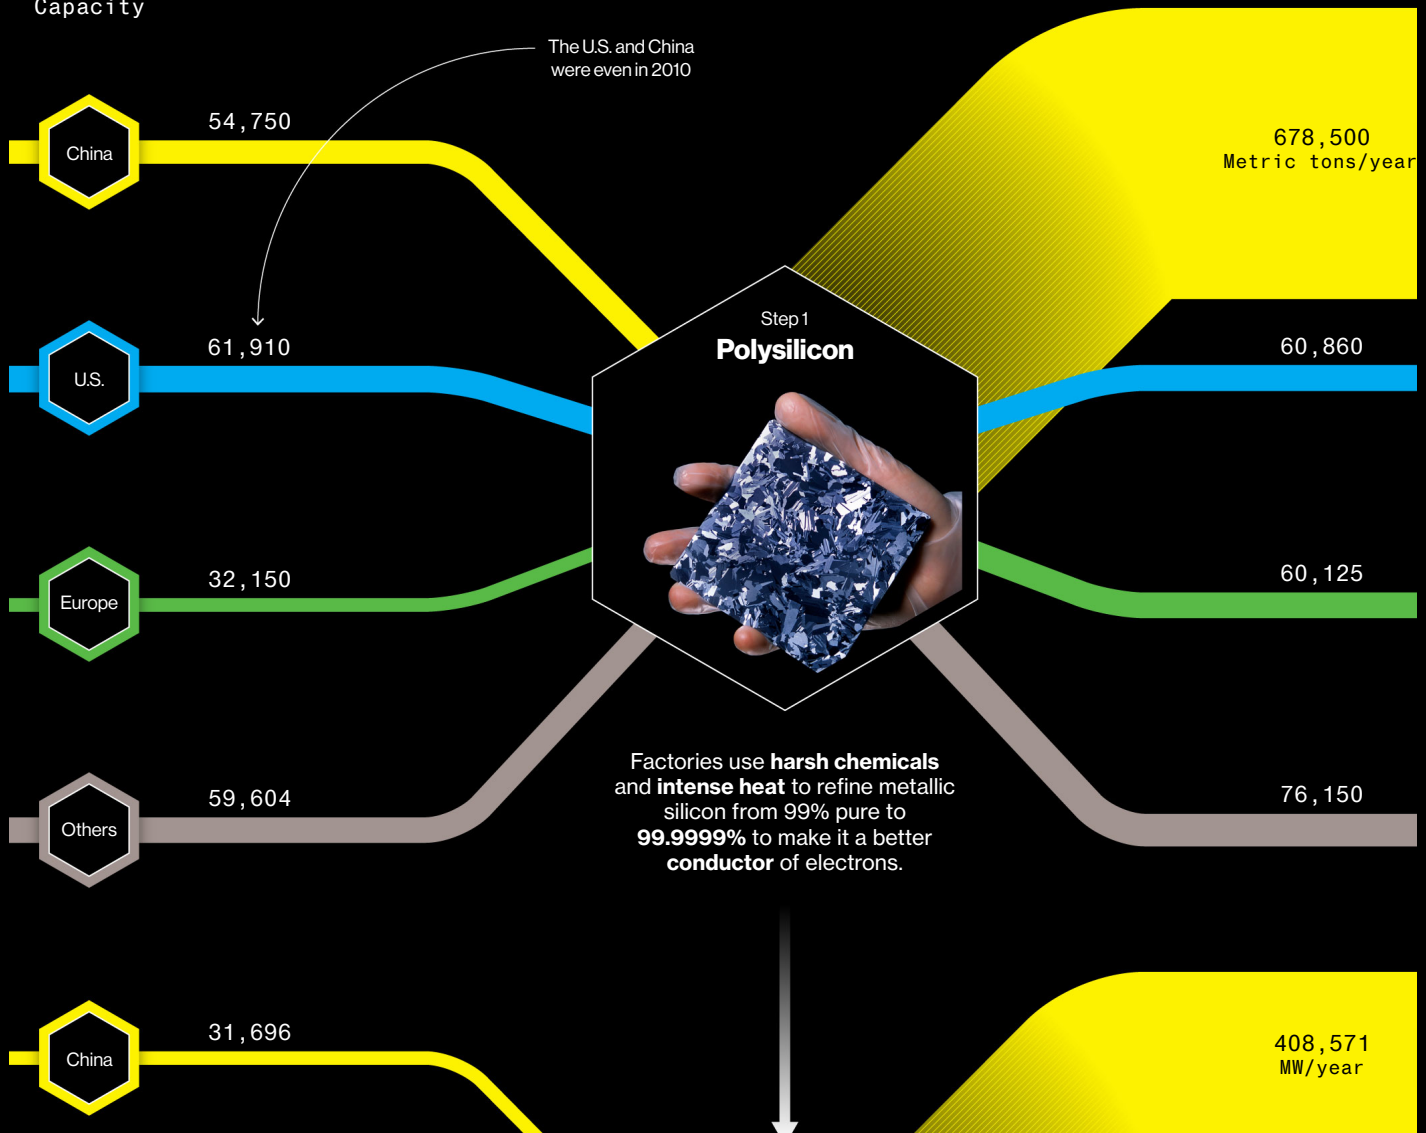 Capacity
The U.S. and China
were even in 2010
China
54,750
678,500
Metric tons/year
U.S.
61,910
Step 1
Polysilicon
60,860
Europe
32,150
60,125
Others
59,604
76,150
Factories use harsh chemicals
and intense heat to refine metallic
silicon from 99% pure to
99.9999% to make it a better
conductor of electrons.
China
31,696
408,571
MW/year